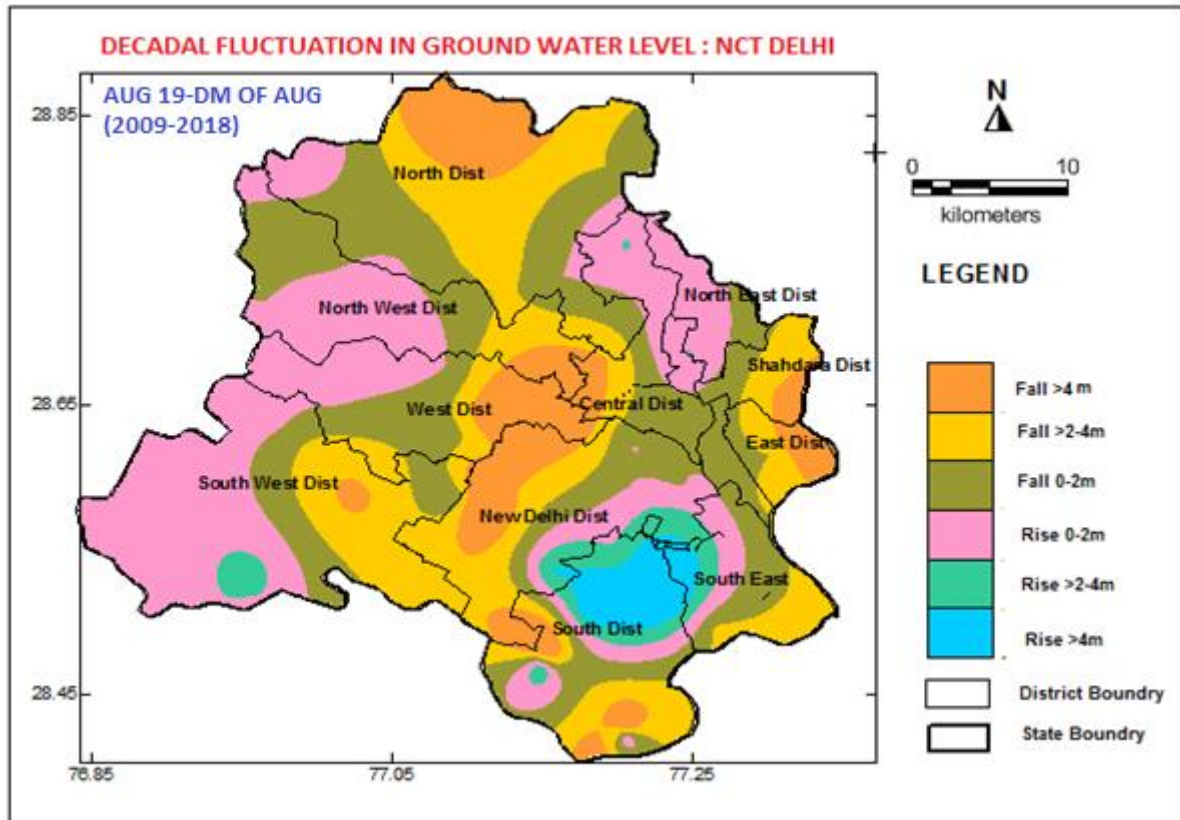 DECADAL FLUCTUATION IN GROUND WATER LEVEL : NCT DELHI
AUG 19-DM OF AUG
(2009-2018)
N
0 10
kilometers
28.85
28.65
28.45
76.85
77.05
77.25
North Dist
North West Dist
North East Dist
Shahdara Dist
West Dist
Central Dist
East Dist
South West Dist
New Delhi Dist
South East
South Dist
LEGEND
Fall >4 m
Fall >2-4m
Fall 0-2m
Rise 0-2m
Rise >2-4m
Rise >4m
District Boundry
State Boundry